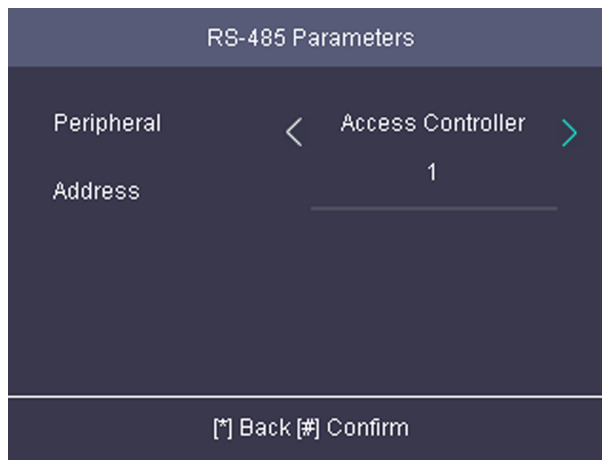 RS-485 Parameters
Peripheral < Access Controller >
Address 1
[*] Back [#] Confirm